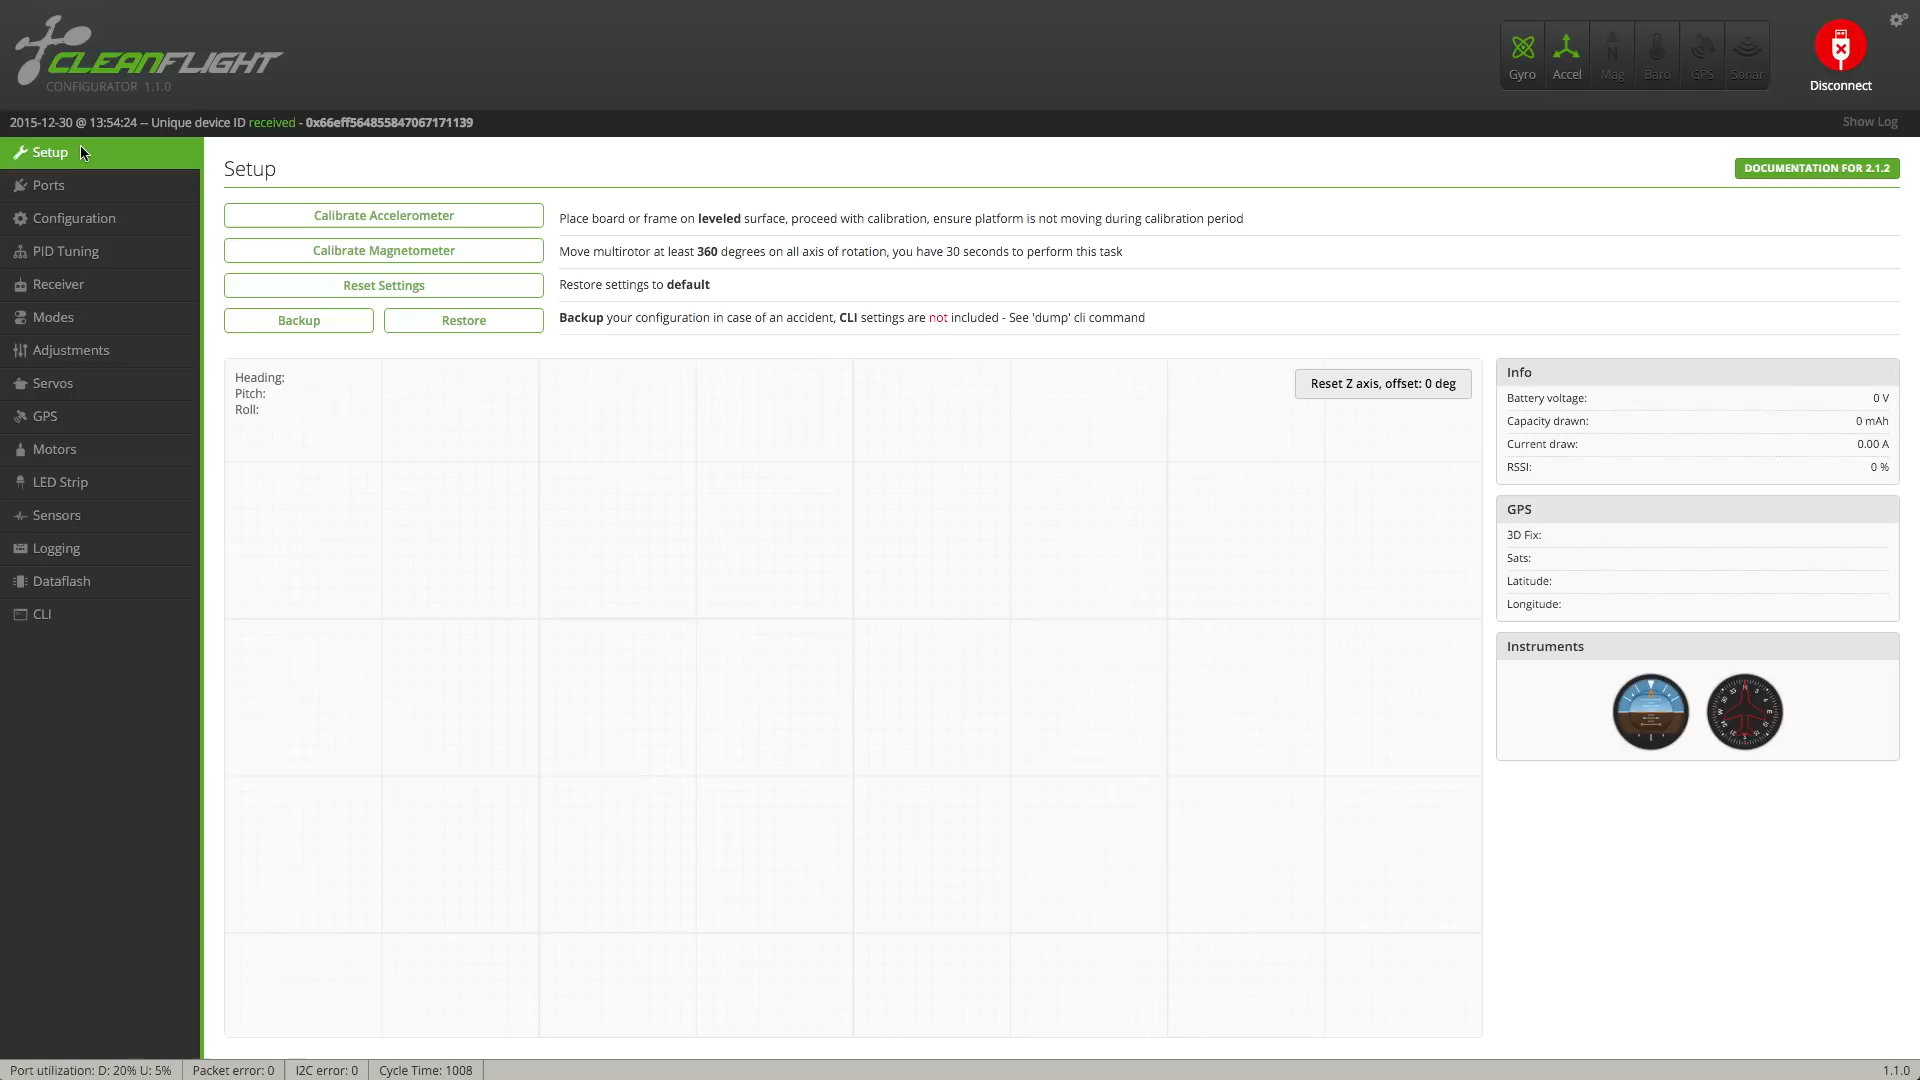 CLEANFLIGHT
CONFIGURATOR 1.1.0
Gyro
Accel
Mag
Baro
GPS
Sonar
Disconnect
2015-12-30 @ 13:54:24 -- Unique device ID received - 0x66eff564855847067171139
Show Log
Setup
Ports
Configuration
PID Tuning
Receiver
Modes
Adjustments
Servos
GPS
Motors
LED Strip
Sensors
Logging
Dataflash
CLI
Setup
DOCUMENTATION FOR 2.1.2
Calibrate Accelerometer
Place board or frame on leveled surface, proceed with calibration, ensure platform is not moving during calibration period
Calibrate Magnetometer
Move multirotor at least 360 degrees on all axis of rotation, you have 30 seconds to perform this task
Reset Settings
Restore settings to default
Backup
Restore
Backup your configuration in case of an accident, CLI settings are not included - See 'dump' cli command
Heading:
Pitch:
Roll:
Reset Z axis, offset: 0 deg
Info
Battery voltage: 0 V
Capacity drawn: 0 mAh
Current draw: 0.00 A
RSSI: 0 %
GPS
3D Fix:
Sats:
Latitude:
Longitude:
Instruments
Port utilization: D: 20% U: 5%
Packet error: 0
I2C error: 0
Cycle Time: 1008
1.1.0